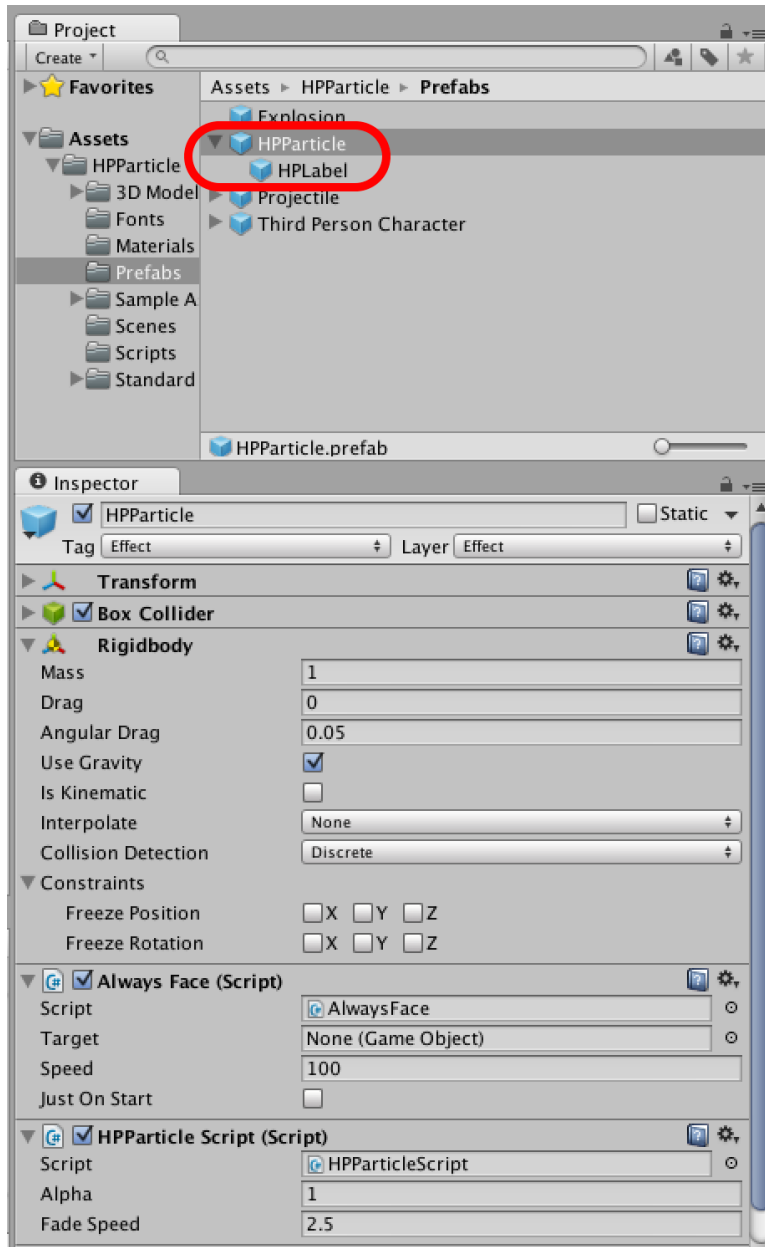 Project
Create
Favorites
Assets
HPParticle
3D Model
Fonts
Materials
Prefabs
Sample A
Scenes
Scripts
Standard
Assets ▸ HPParticle ▸ Prefabs
Explosion
HPParticle
HPLabel
Projectile
Third Person Character
HPParticle.prefab
Inspector
HPParticle Static
Tag Effect Layer Effect
Transform
Box Collider
Rigidbody
Mass 1
Drag 0
Angular Drag 0.05
Use Gravity
Is Kinematic
Interpolate None
Collision Detection Discrete
Constraints
Freeze Position X Y Z
Freeze Rotation X Y Z
Always Face (Script)
Script AlwaysFace
Target None (Game Object)
Speed 100
Just On Start
HPParticle Script (Script)
Script HPParticleScript
Alpha 1
Fade Speed 2.5